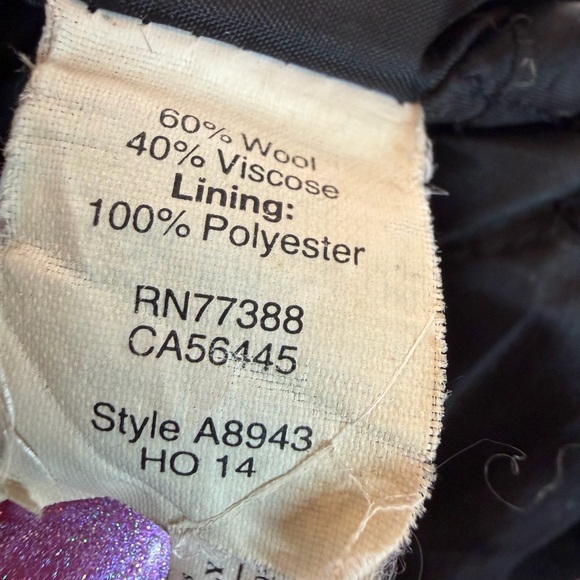 60% Wool
40% Viscose
Lining:
100% Polyester
RN77388
CA56445
Style A8943
HO 14